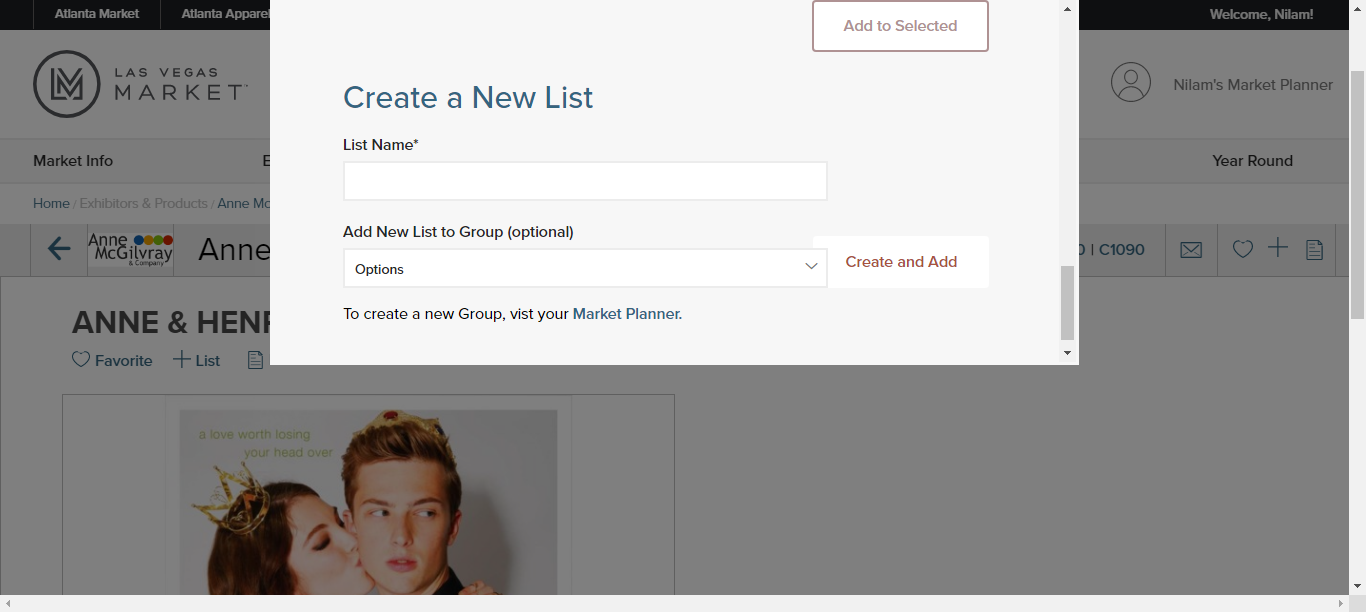 Atlanta Market
Atlanta Apparel
Welcome, Nilam!
Add to Selected
LAS VEGAS
MARKET
Nilam's Market Planner
Create a New List
List Name*
Market Info
E
Year Round
Home / Exhibitors & Products / Anne Mc
Add New List to Group (optional)
Anne
McGilvray
& Company
Anne
0 | C1090
Options
Create and Add
To create a new Group, vist your Market Planner.
ANNE & HENR
Favorite
List
a love worth losing
your head over